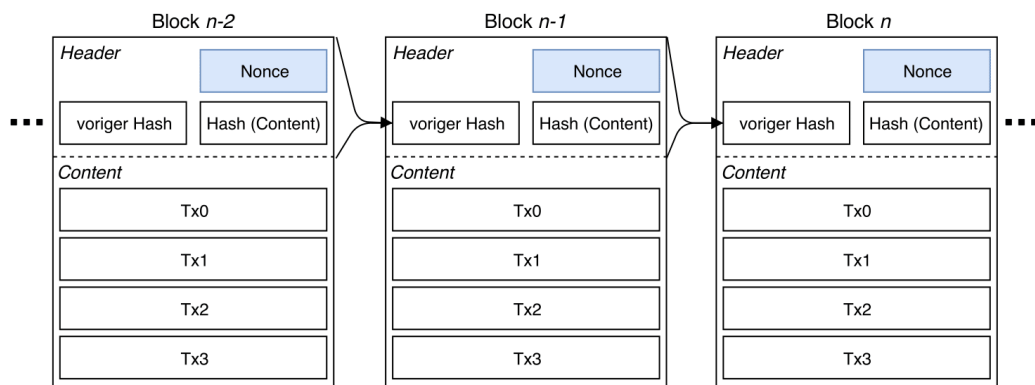 Block n-2
Header
Nonce
voriger Hash
Hash (Content)
Content
Tx0
Tx1
Tx2
Tx3
Block n-1
Header
Nonce
voriger Hash
Hash (Content)
Content
Tx0
Tx1
Tx2
Tx3
Block n
Header
Nonce
voriger Hash
Hash (Content)
Content
Tx0
Tx1
Tx2
Tx3